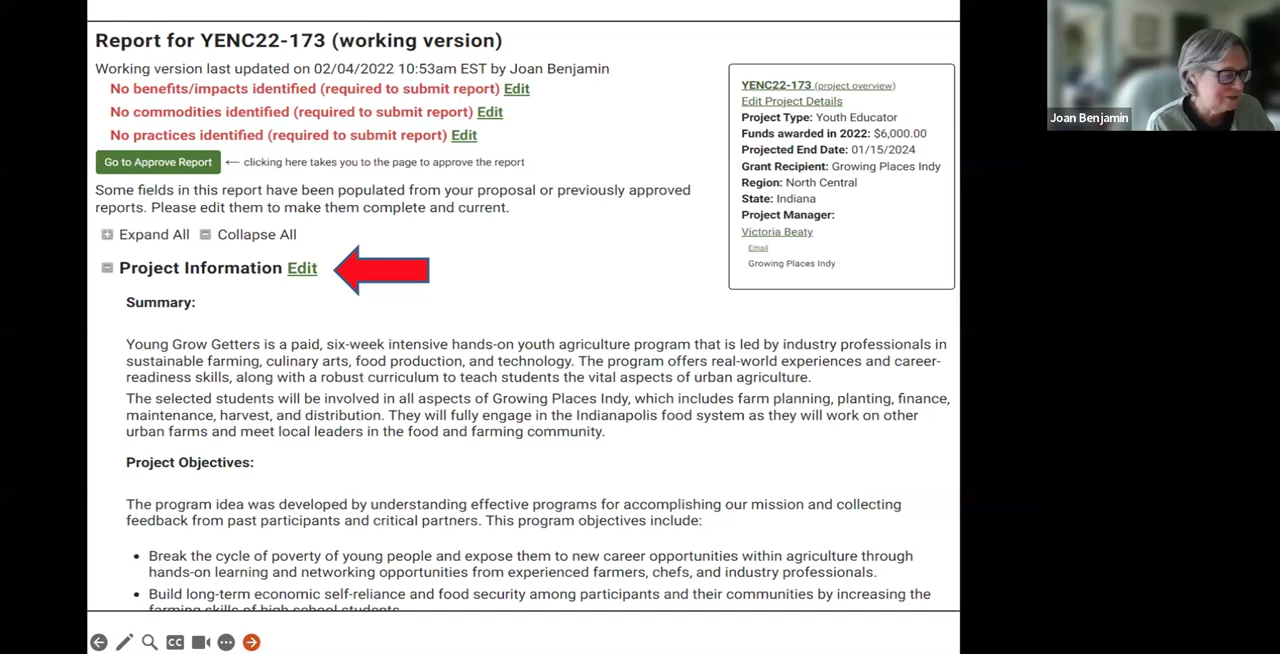 Report for YENC22-173 (working version)
Working version last updated on 02/04/2022 10:53am EST by Joan Benjamin
No benefits/impacts identified (required to submit report) Edit
No commodities identified (required to submit report) Edit
No practices identified (required to submit report) Edit
Go to Approve Report ← clicking here takes you to the page to approve the report
Some fields in this report have been populated from your proposal or previously approved
reports. Please edit them to make them complete and current.
Expand All Collapse All
Project Information Edit
Summary:
Young Grow Getters is a paid, six-week intensive hands-on youth agriculture program that is led by industry professionals in
sustainable farming, culinary arts, food production, and technology. The program offers real-world experiences and career-
readiness skills, along with a robust curriculum to teach students the vital aspects of urban agriculture.
The selected students will be involved in all aspects of Growing Places Indy, which includes farm planning, planting, finance,
maintenance, harvest, and distribution. They will fully engage in the Indianapolis food system as they will work on other
urban farms and meet local leaders in the food and farming community.
Project Objectives:
The program idea was developed by understanding effective programs for accomplishing our mission and collecting
feedback from past participants and critical partners. This program objectives include:
• Break the cycle of poverty of young people and expose them to new career opportunities within agriculture through
hands-on learning and networking opportunities from experienced farmers, chefs, and industry professionals.
• Build long-term economic self-reliance and food security among participants and their communities by increasing the
farming skills of high school students
YENC22-173 (project overview)
Edit Project Details
Project Type: Youth Educator
Funds awarded in 2022: $6,000.00
Projected End Date: 01/15/2024
Grant Recipient: Growing Places Indy
Region: North Central
State: Indiana
Project Manager:
Victoria Beaty
Email
Growing Places Indy
Joan Benjamin
CC